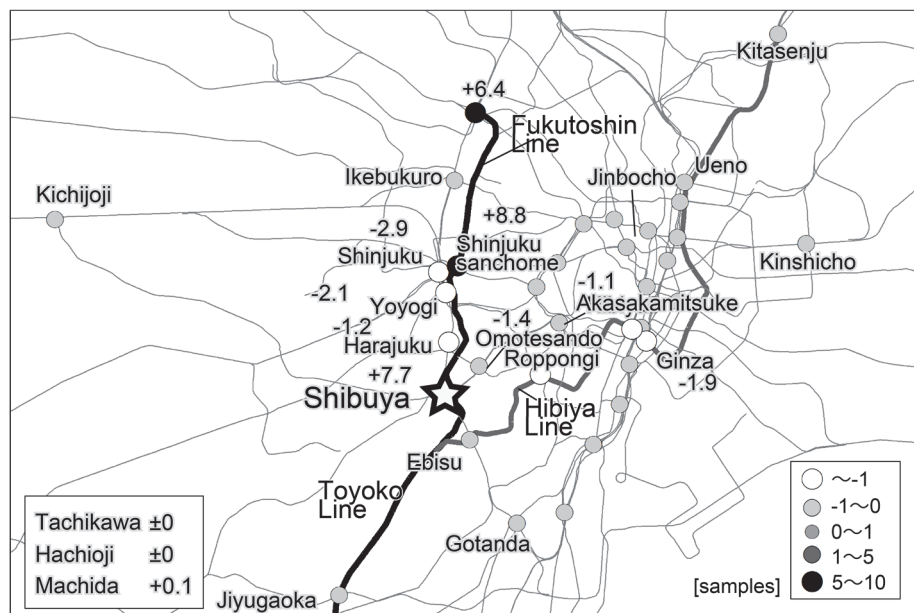 Kitasenju
+6.4
Fukutoshin
Line
Ueno
Ikebukuro
Jinbocho
Kichijoji
+8.8
-2.9
Shinjuku
Shinjuku
sanchome
Kinshicho
-1.1
-2.1
Yoyogi
Akasakamitsuke
-1.4
-1.2
Harajuku
Omotesando
Roppongi
Ginza
+7.7
-1.9
Shibuya
Hibiya
Line
Ebisu
Toyoko
Line
Gotanda
Jiyugaoka
Tachikawa ±0
Hachioji ±0
Machida +0.1
[samples]
～-1
-1～0
0～1
1～5
5～10